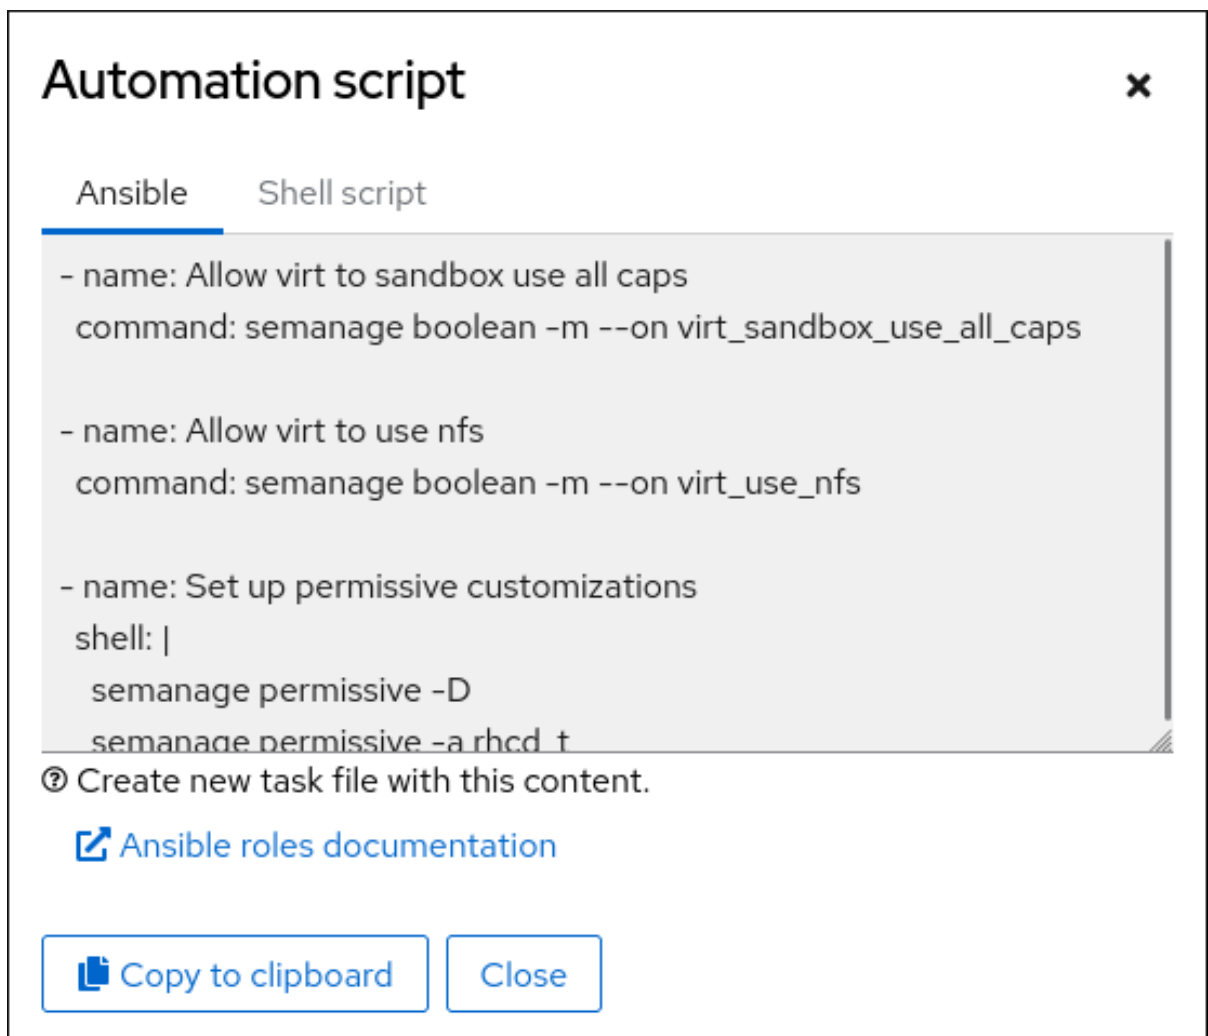 Automation script
Ansible Shell script
- name: Allow virt to sandbox use all caps
command: semanage boolean -m --on virt_sandbox_use_all_caps
- name: Allow virt to use nfs
command: semanage boolean -m --on virt_use_nfs
- name: Set up permissive customizations
shell: |
semanage permissive -D
semanage permissive -a rhcd_t
Create new task file with this content.
Ansible roles documentation
Copy to clipboard Close